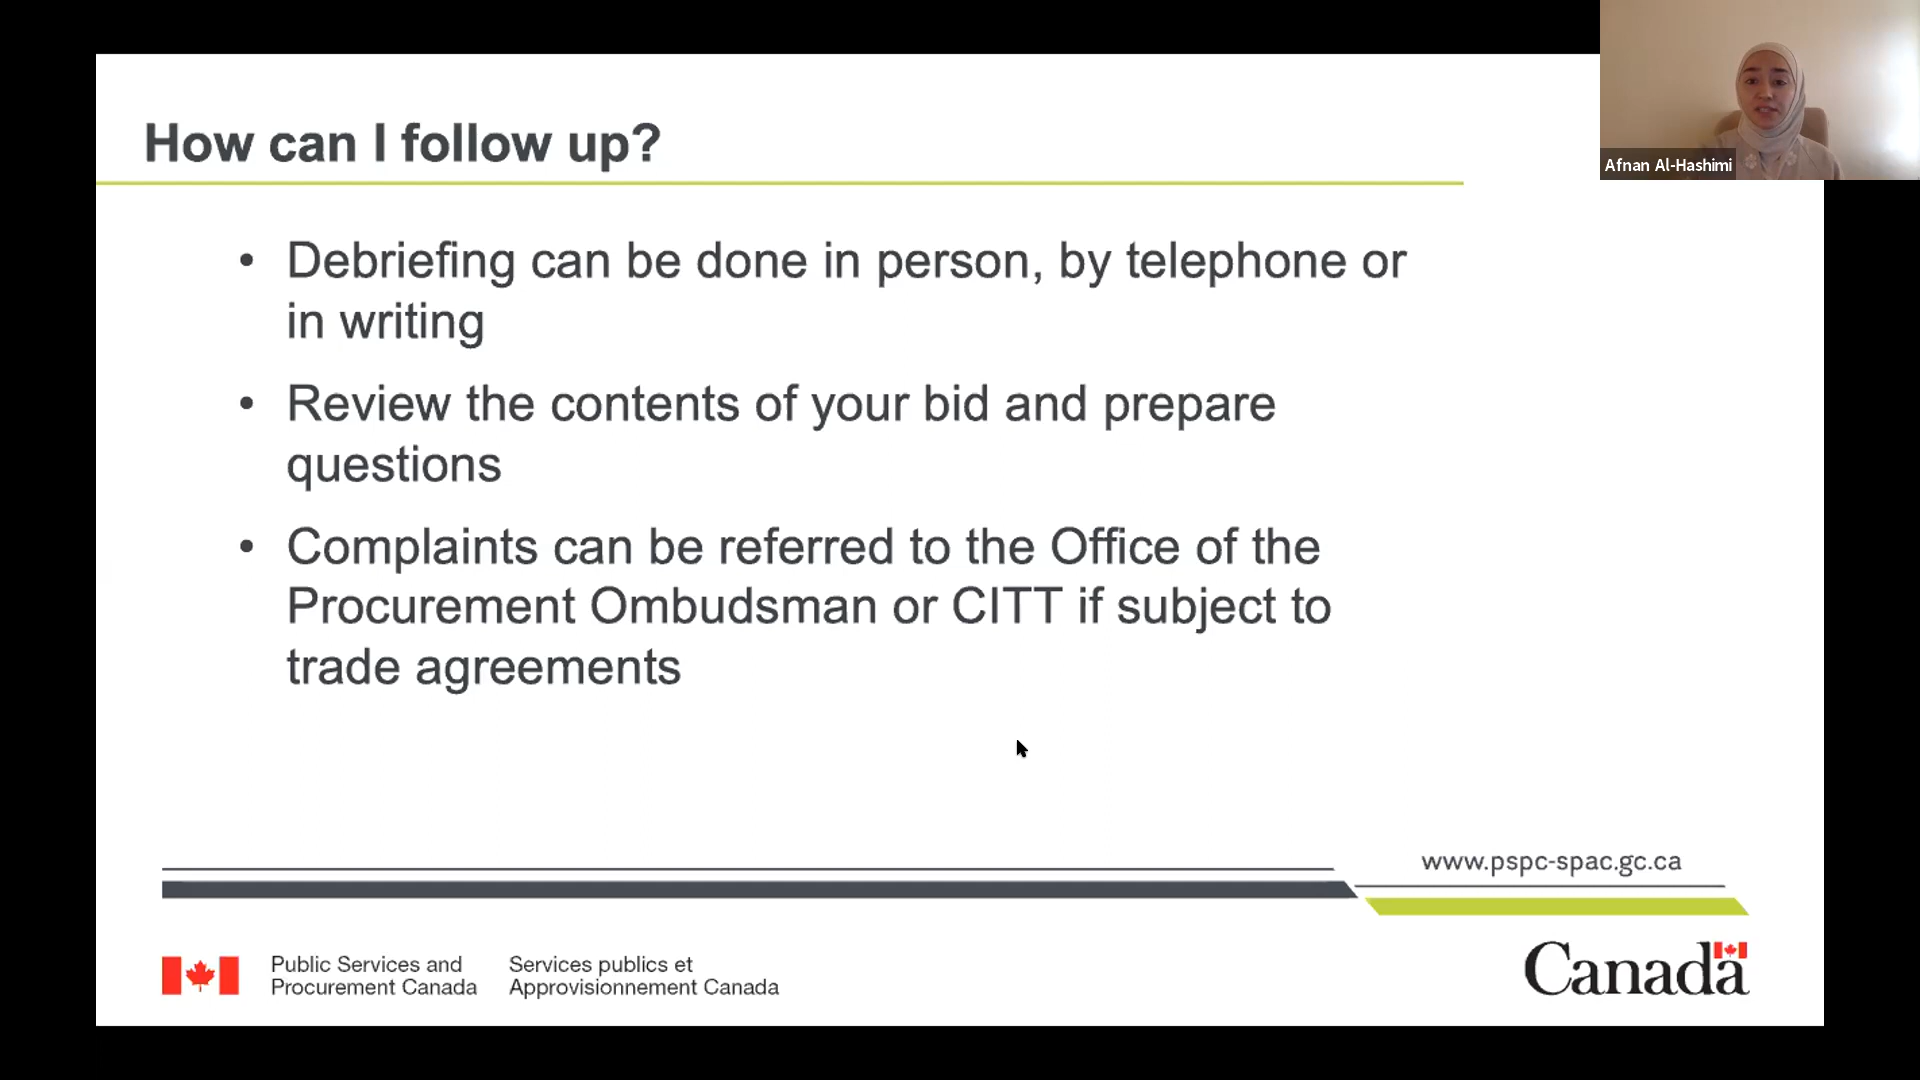 How can I follow up?
Afnan Al-Hashimi
• Debriefing can be done in person, by telephone or
in writing
• Review the contents of your bid and prepare
questions
• Complaints can be referred to the Office of the
Procurement Ombudsman or CITT if subject to
trade agreements
www.pspc-spac.gc.ca
Public Services and
Procurement Canada
Services publics et
Approvisionnement Canada
Canada